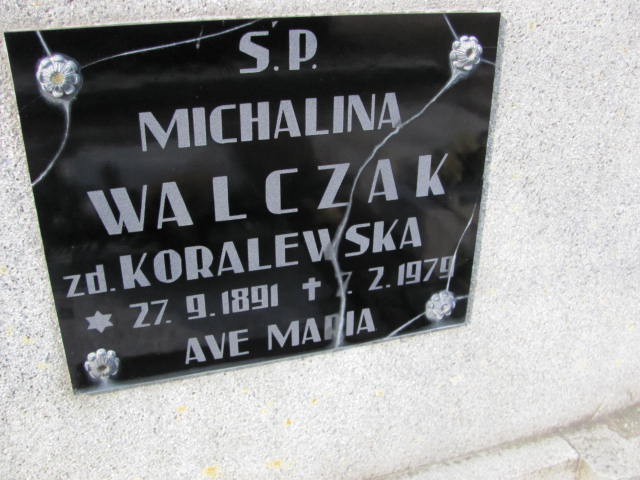 Ś.P.
MICHALINA
WALCZAK
zd. KORALEWSKA
* 27. 9. 1891 † 7. 2. 1979
AVE MARIA